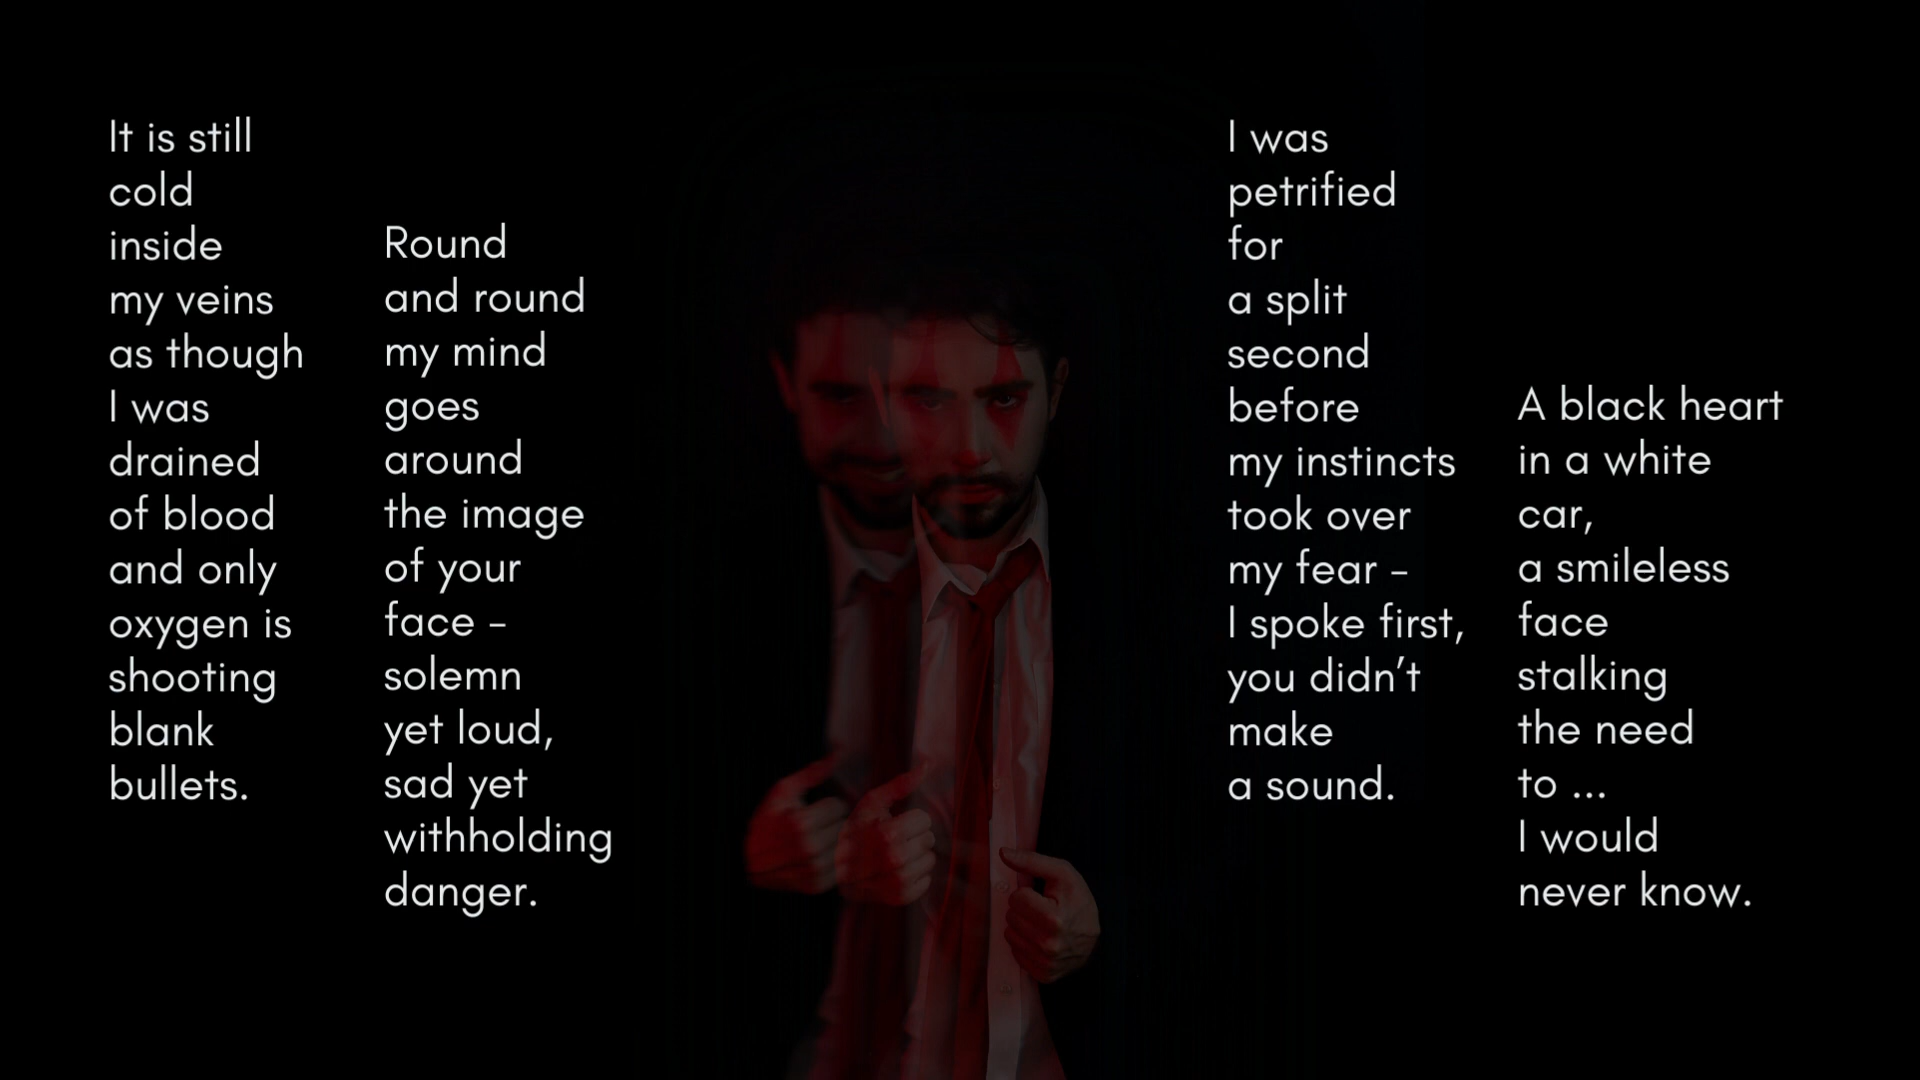 It is still
cold
inside
my veins
as though
I was
drained
of blood
and only
oxygen is
shooting
blank
bullets.
Round
and round
my mind
goes
around
the image
of your
face –
solemn
yet loud,
sad yet
withholding
danger.
I was
petrified
for
a split
second
before
my instincts
took over
my fear –
I spoke first,
you didn’t
make
a sound.
A black heart
in a white
car,
a smileless
face
stalking
the need
to ...
I would
never know.